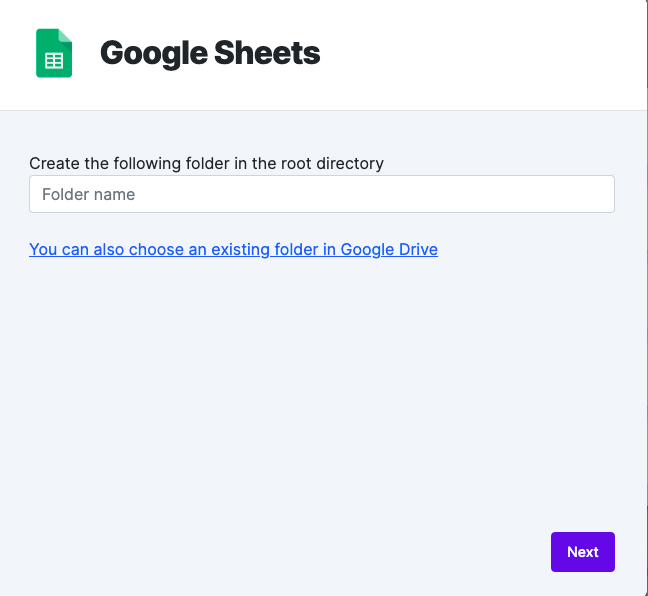 Google Sheets
Create the following folder in the root directory
Folder name
You can also choose an existing folder in Google Drive
Next